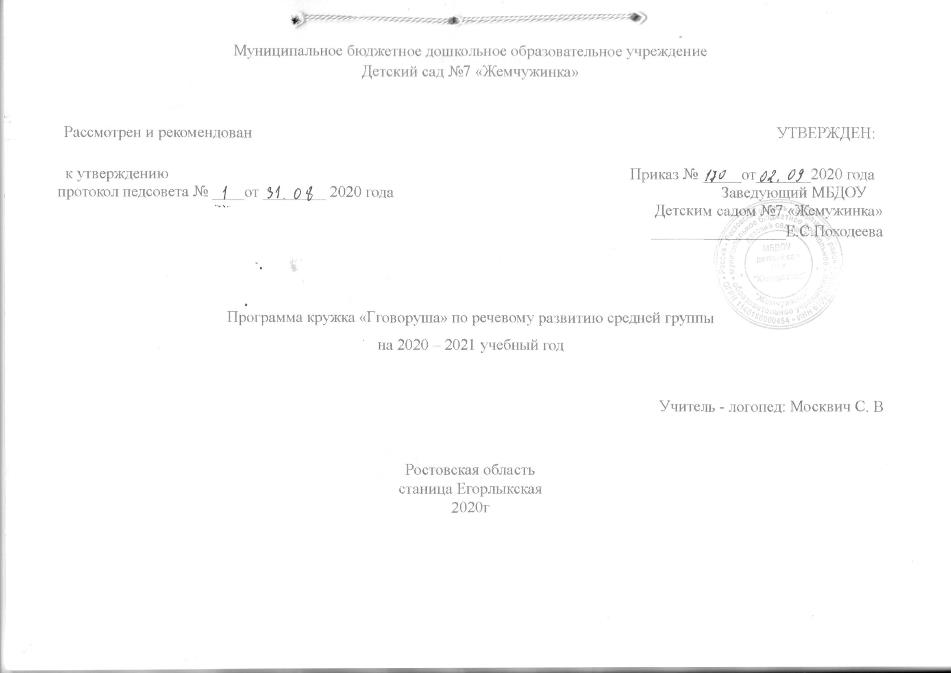 Муниципальное бюджетное дошкольное образовательное учреждение
Детский сад №7 «Жемчужинка»
Рассмотрен и рекомендован
УТВЕРЖДЕН:
к утверждению
Приказ № 170 от 02.09 2020 года
протокол педсовета № 1 от 31.08 2020 года
Заведующий МБДОУ
Детским садом №7 «Жемужинка»
Е.С.Походеева
Программа кружка «Гговоруша» по речевому развитию средней группы
на 2020 – 2021 учебный год
Учитель - логопед: Москвич С. В
Ростовская область
станица Егорлыкская
2020г